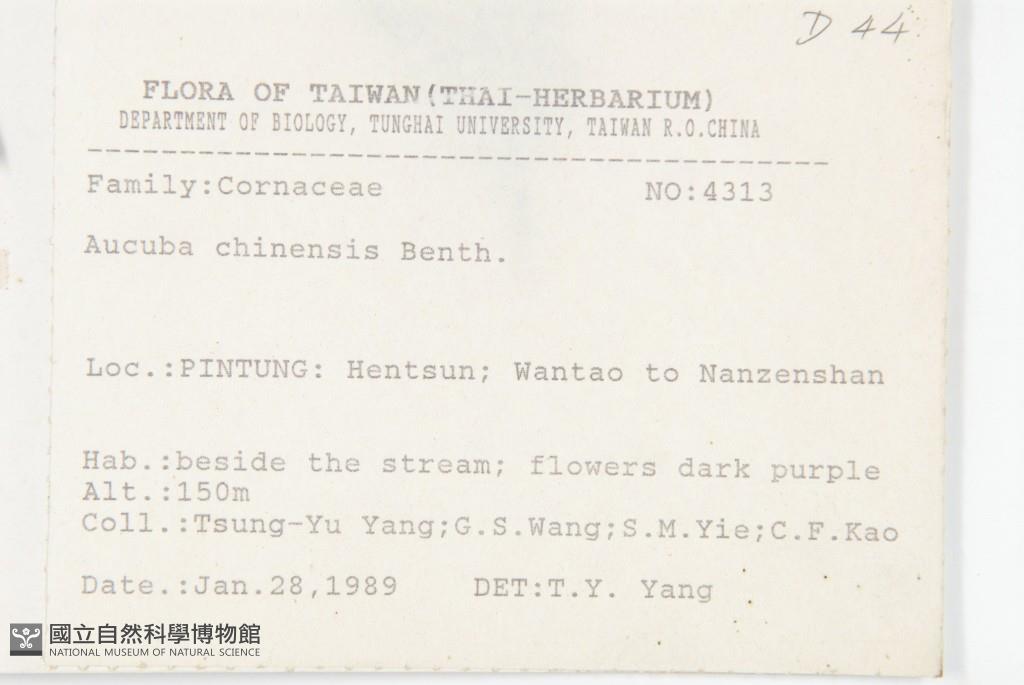 D 44
FLORA OF TAIWAN(THAI-HERBARIUM)
DEPARTMENT OF BIOLOGY, TUNGHAI UNIVERSITY, TAIWAN R.O.CHINA
Family:Cornaceae NO:4313
Aucuba chinensis Benth.
Loc.:PINTUNG: Hentsun; Wantao to Nanzenshan
Hab.:beside the stream; flowers dark purple
Alt.:150m
Coll.:Tsung-Yu Yang;G.S.Wang;S.M.Yie;C.F.Kao
Date.:Jan.28,1989 DET:T.Y. Yang
國立自然科學博物館
NATIONAL MUSEUM OF NATURAL SCIENCE